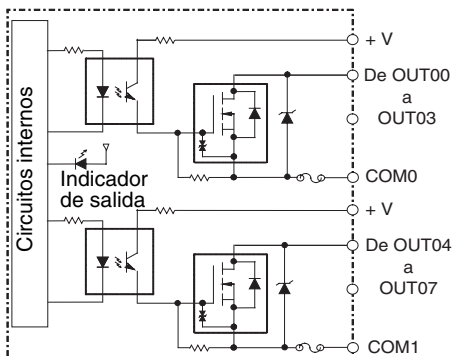 + V
De OUT00
a
OUT03
COM0
Circuitos internos
Indicador
de salida
+ V
De OUT04
a
OUT07
COM1